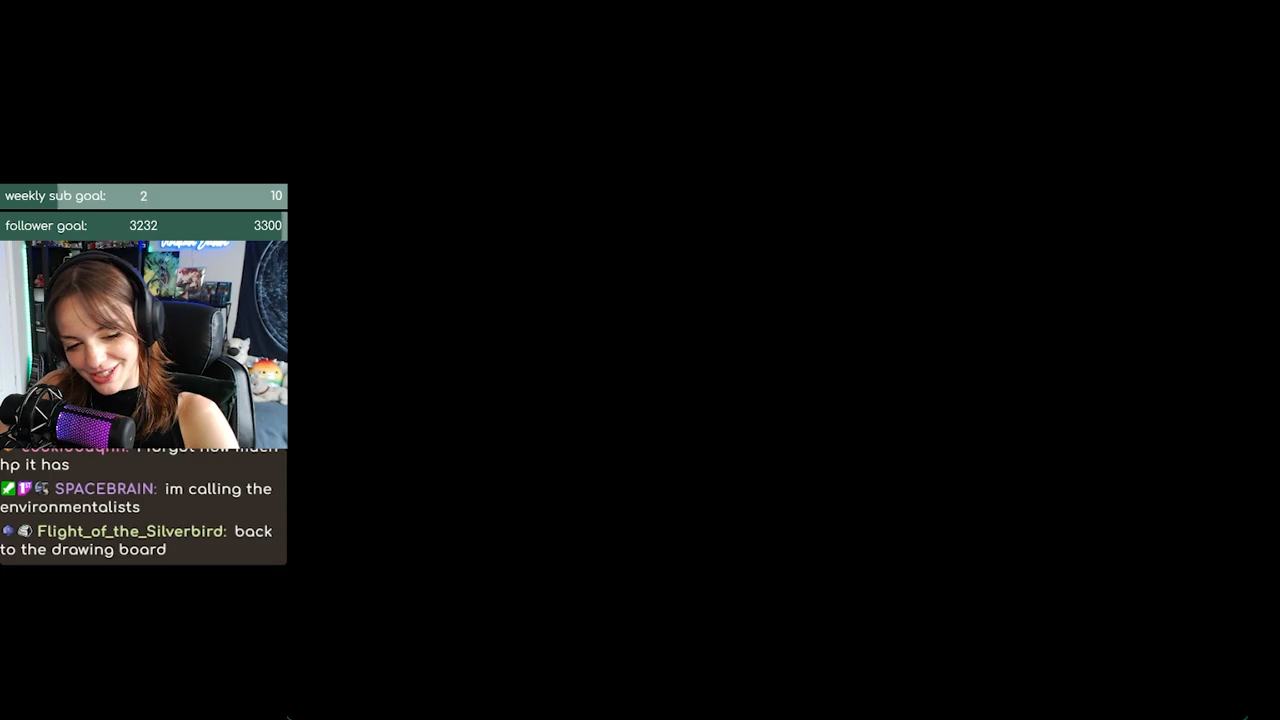 weekly sub goal: 2 10
follower goal: 3232 3300
hp it has
SPACEBRAIN: im calling the
environmentalists
Flight_of_the_Silverbird: back
to the drawing board